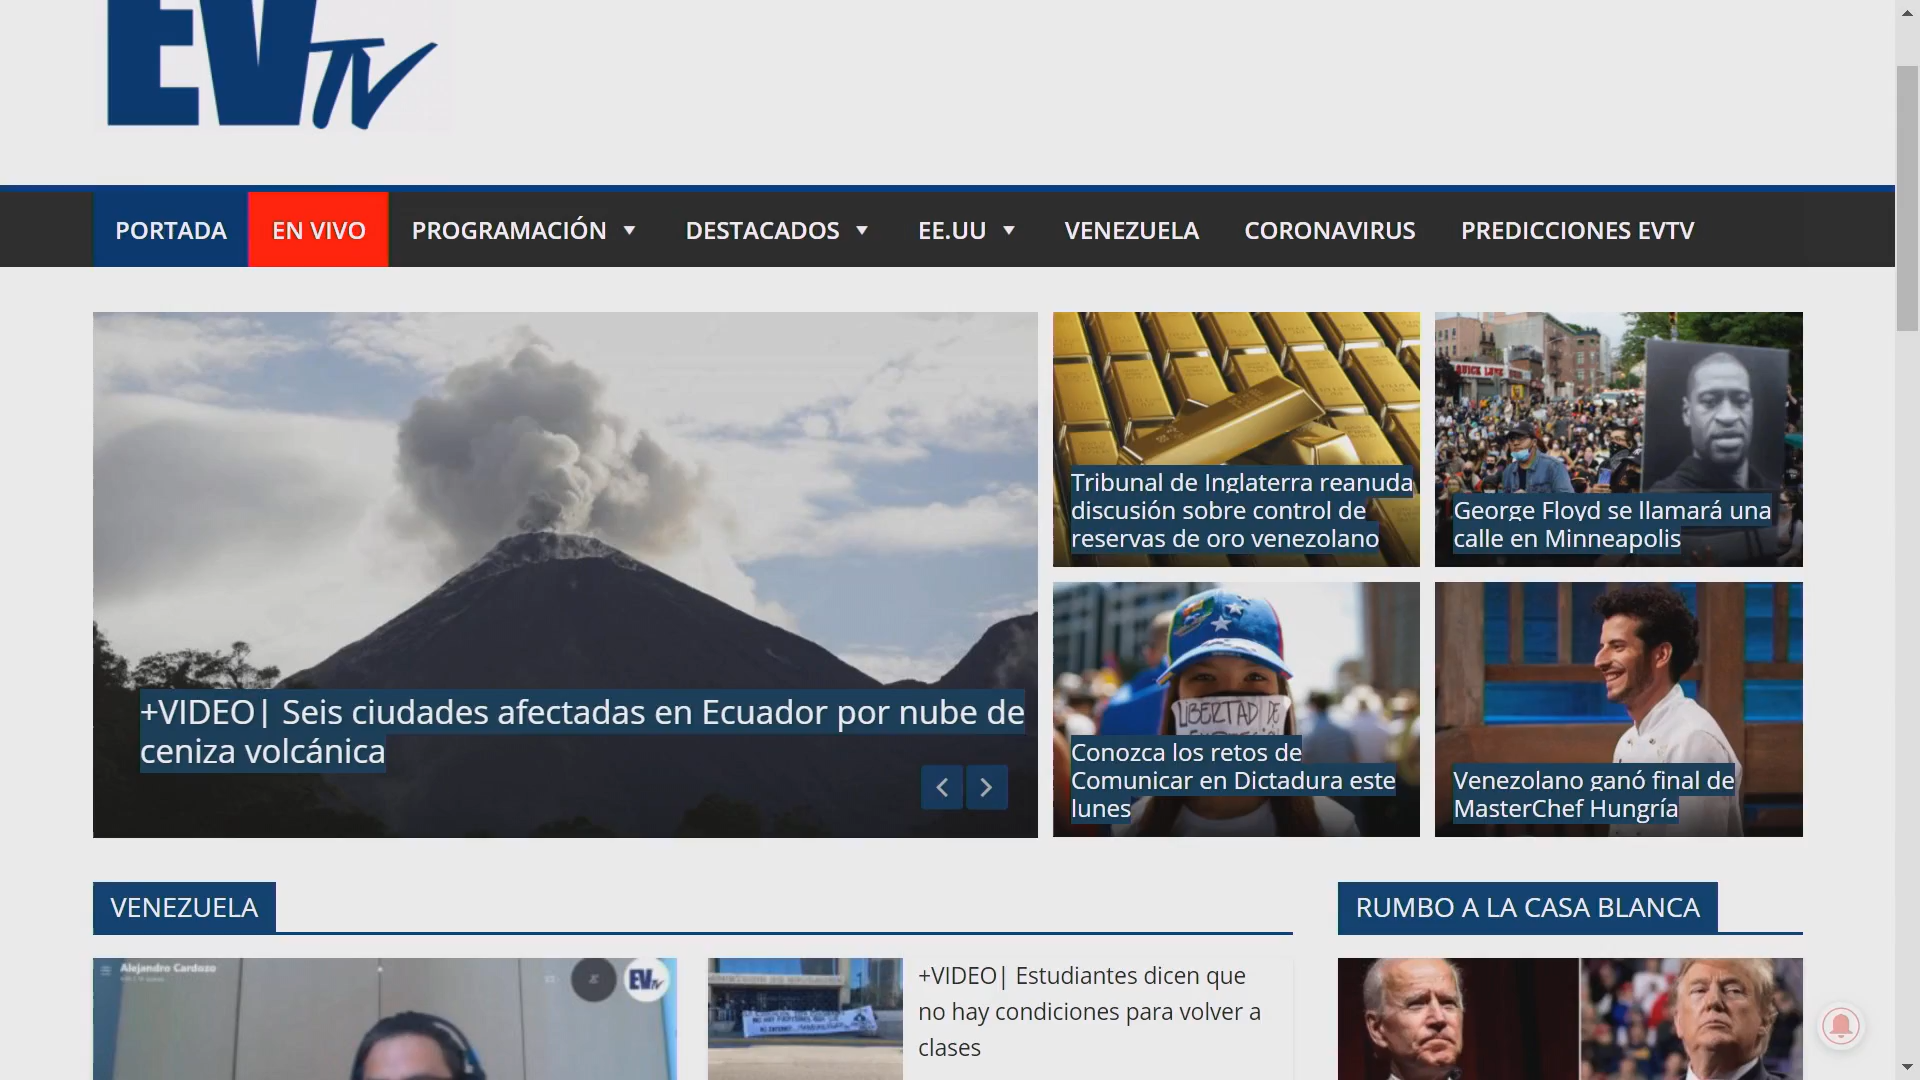 EVTV
PORTADA
EN VIVO
PROGRAMACIÓN
DESTACADOS
EE.UU
VENEZUELA
CORONAVIRUS
PREDICCIONES EVTV
+VIDEO| Seis ciudades afectadas en Ecuador por nube de
ceniza volcánica
Tribunal de Inglaterra reanuda
discusión sobre control de
reservas de oro venezolano
QUICK
George Floyd se llamará una
calle en Minneapolis
LIBERTAD DE
Conozca los retos de
Comunicar en Dictadura este
lunes
Venezolano ganó final de
MasterChef Hungría
VENEZUELA
RUMBO A LA CASA BLANCA
Alejandro Cardozo
EVTV
+VIDEO| Estudiantes dicen que
no hay condiciones para volver a
clases